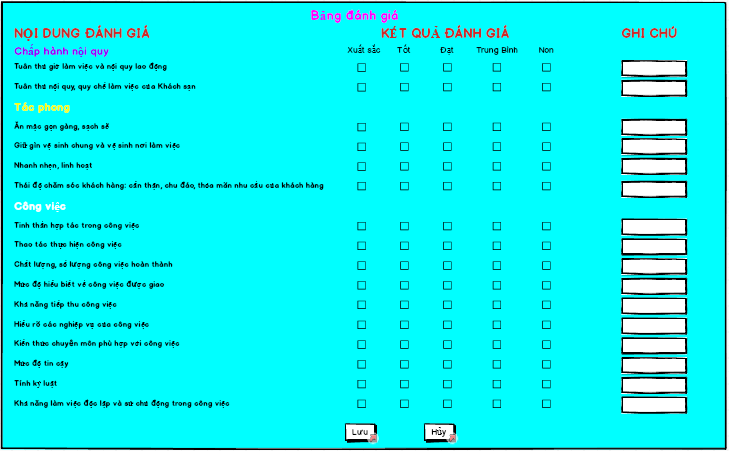 Bảng đánh giá
NỘI DUNG ĐÁNH GIÁ KẾT QUẢ ĐÁNH GIÁ GHI CHÚ
Chấp hành nội quy Xuất sắc Tốt Đạt Trung Bình Non
Tuân thủ giờ làm việc và nội quy lao động
Tuân thủ nội quy, quy chế làm việc của Khách sạn
Tác phong
Ăn mặc gọn gàng, sạch sẽ
Giữ gìn vệ sinh chung và vệ sinh nơi làm việc
Nhanh nhẹn, linh hoạt
Thái độ chăm sóc khách hàng: cẩn thận, chu đáo, thỏa mãn nhu cầu của khách hàng
Công việc
Tinh thần hợp tác trong công việc
Thao tác thực hiện công việc
Chất lượng, số lượng công việc hoàn thành
Mức độ hiểu biết về công việc được giao
Khả năng tiếp thu công việc
Hiểu rõ các nghiệp vụ của công việc
Kiến thức chuyên môn phù hợp với công việc
Mức độ tin cậy
Tính kỷ luật
Khả năng làm việc độc lập và sử chủ động trong công việc
Lưu Hủy